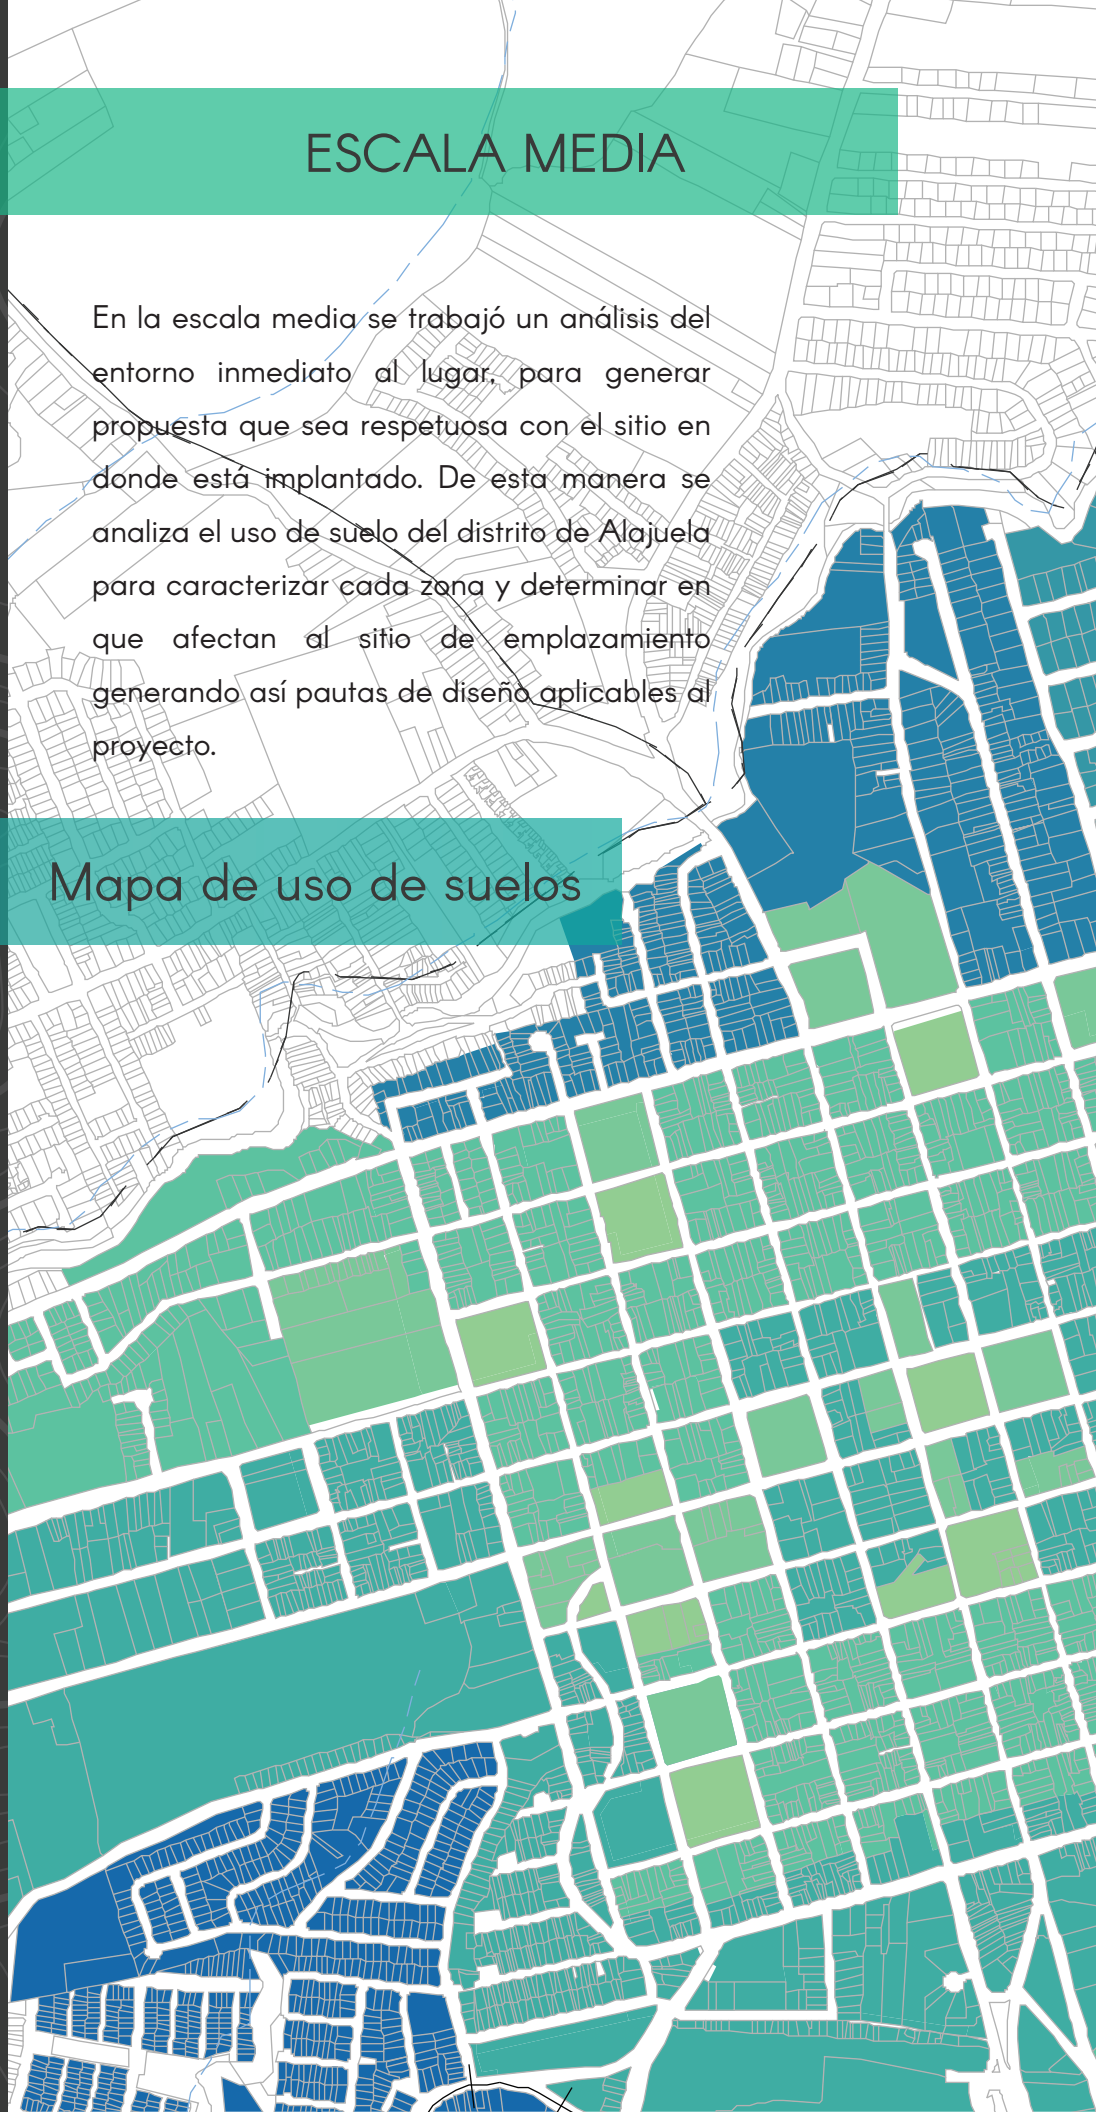 ESCALA MEDIA
En la escala media se trabajó un análisis del
entorno inmediato al lugar, para generar
propuesta que sea respetuosa con el sitio en
donde está implantado. De esta manera se
analiza el uso de suelo del distrito de Alajuela
para caracterizar cada zona y determinar en
que afectan al sitio de emplazamiento
generando así pautas de diseño aplicables al
proyecto.
Mapa de uso de suelos